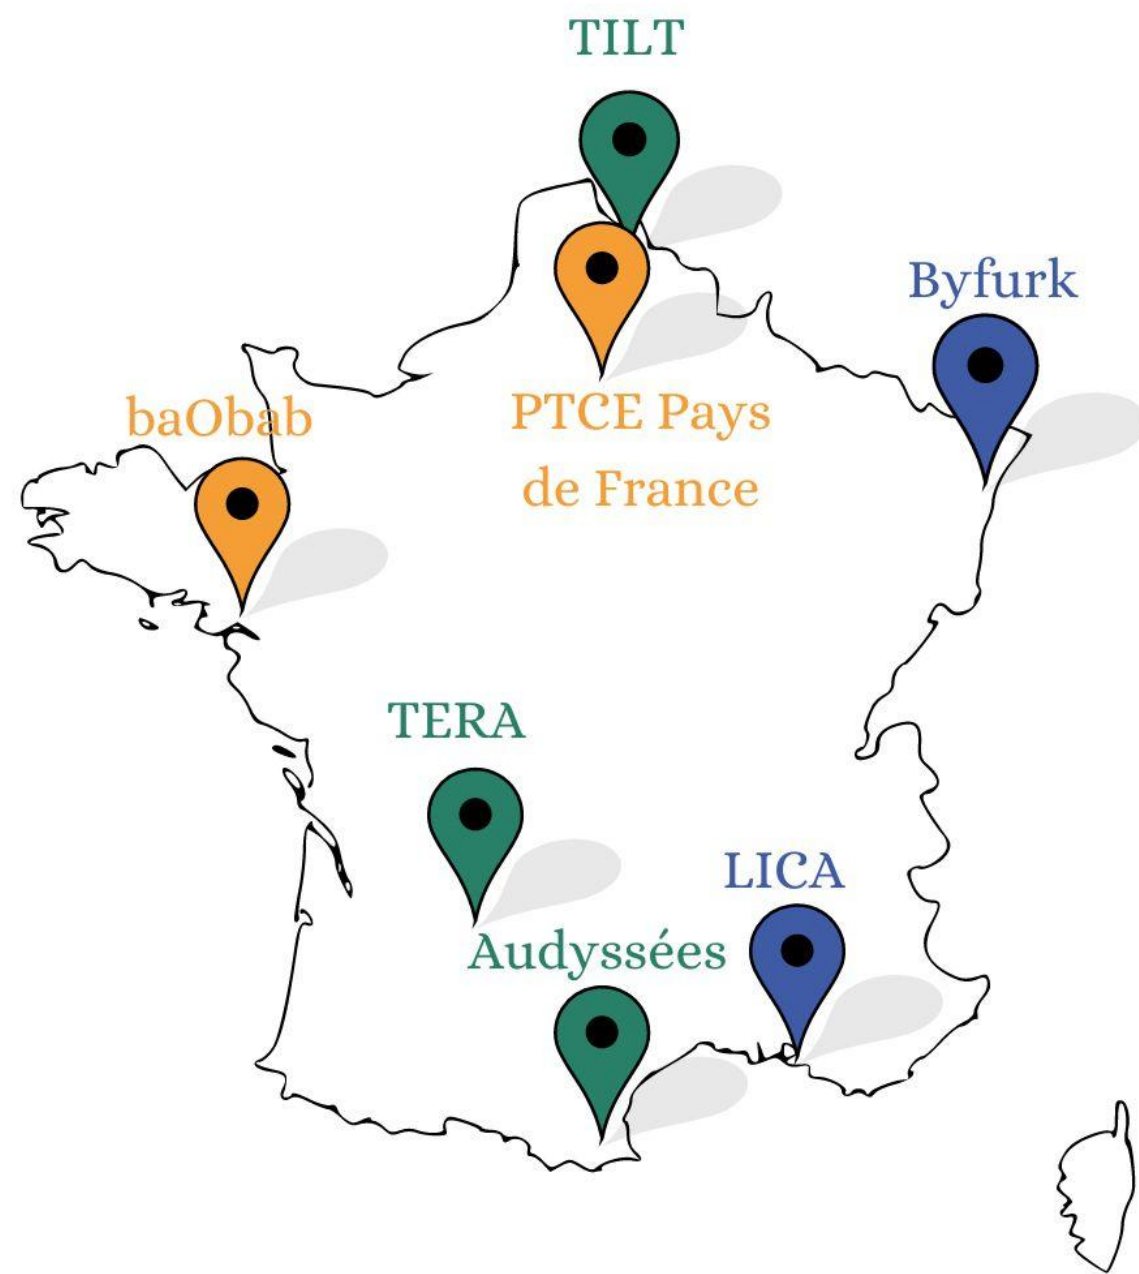 TILT
Byfurk
baObab
PTCE Pays
de France
TERA
LICA
Audyssées